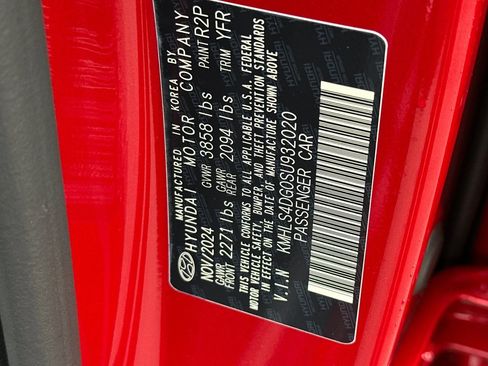 MANUFACTURED IN KOREA BY
HYUNDAI MOTOR COMPANY
NOV/2024 GVWR 3858 lbs PAINT R2P
GAWR FRONT 2271 lbs GAWR REAR 2094 lbs TRIM YFR
THIS VEHICLE CONFORMS TO ALL APPLICABLE U.S.A. FEDERAL
MOTOR VEHICLE SAFETY, BUMPER, AND THEFT PREVENTION STANDARDS
IN EFFECT ON THE DATE OF MANUFACTURE SHOWN ABOVE.
V.I.N KMHLS4DG0SU932020
PASSENGER CAR